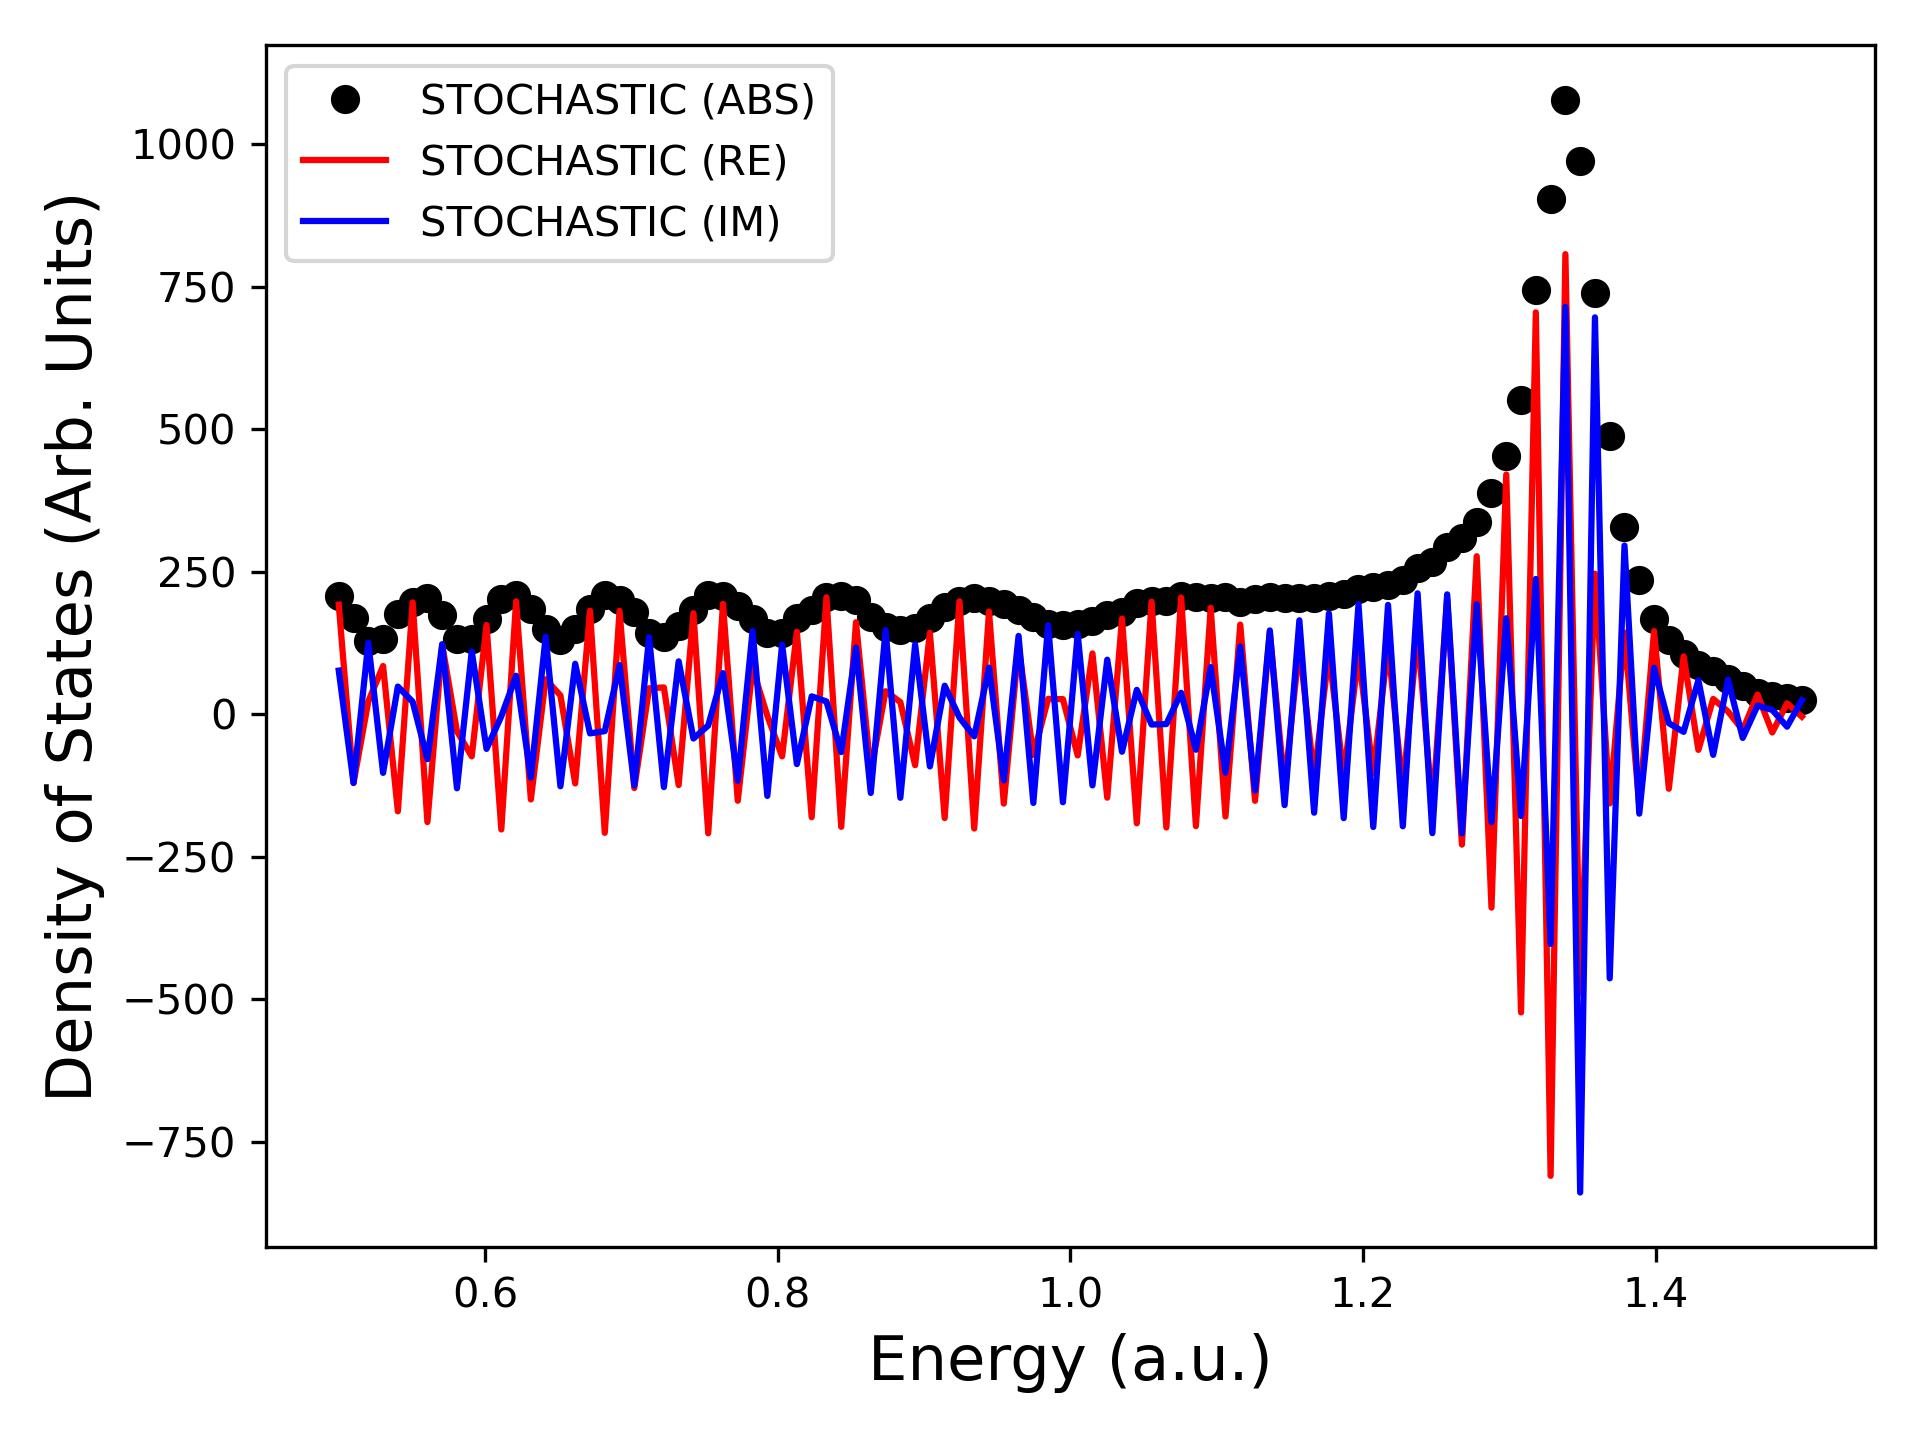 STOCHASTIC (ABS)
STOCHASTIC (RE)
STOCHASTIC (IM)
1000
750
500
250
0
−250
−500
−750
Density of States (Arb. Units)
0.6 0.8 1.0 1.2 1.4
Energy (a.u.)